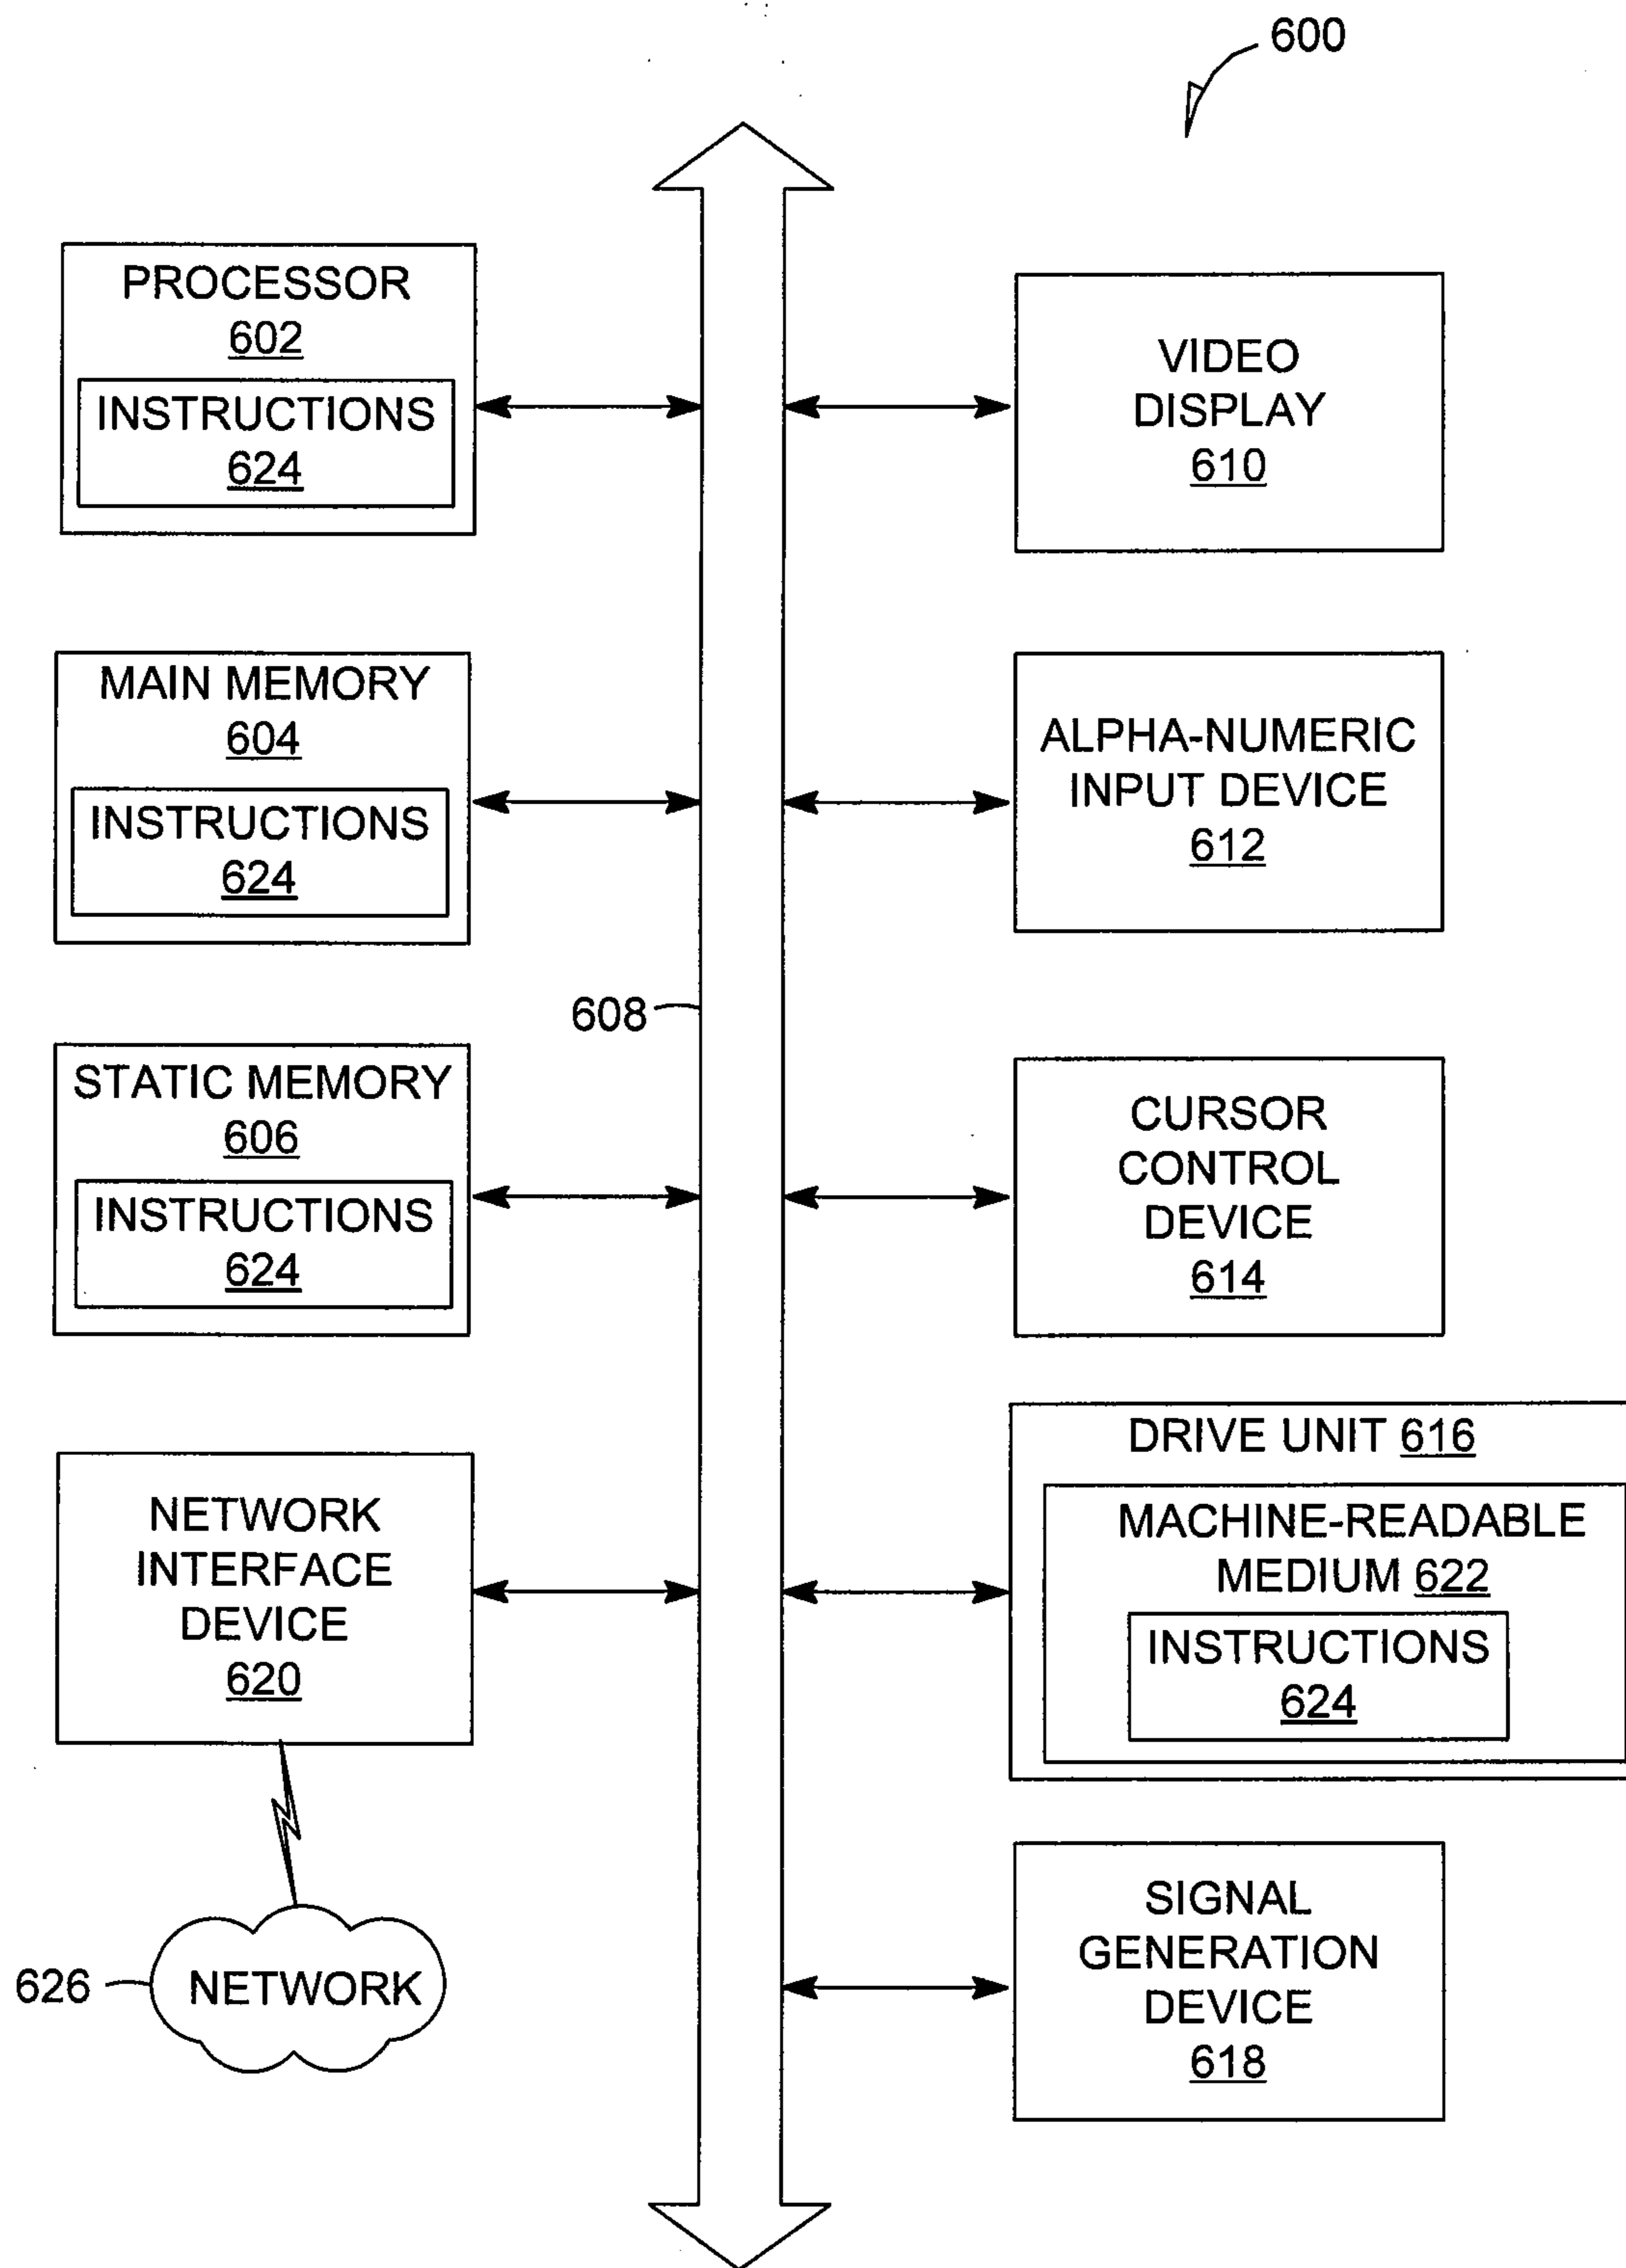 600
PROCESSOR
602
INSTRUCTIONS
624
MAIN MEMORY
604
INSTRUCTIONS
624
608
STATIC MEMORY
606
INSTRUCTIONS
624
NETWORK
INTERFACE
DEVICE
620
626
NETWORK
VIDEO
DISPLAY
610
ALPHA-NUMERIC
INPUT DEVICE
612
CURSOR
CONTROL
DEVICE
614
DRIVE UNIT 616
MACHINE-READABLE
MEDIUM 622
INSTRUCTIONS
624
SIGNAL
GENERATION
DEVICE
618